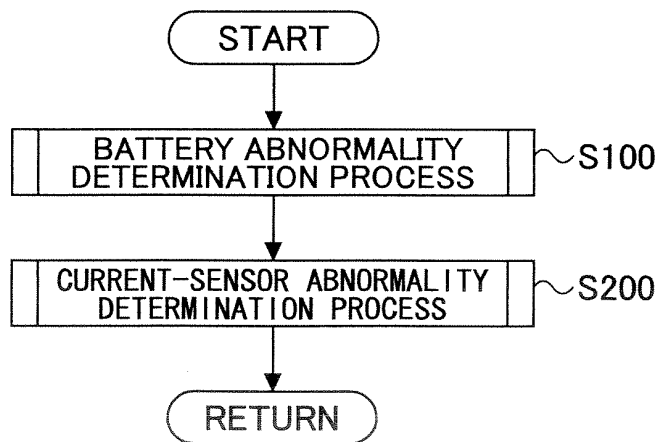 START
BATTERY ABNORMALITY
DETERMINATION PROCESS
S100
CURRENT-SENSOR ABNORMALITY
DETERMINATION PROCESS
S200
RETURN